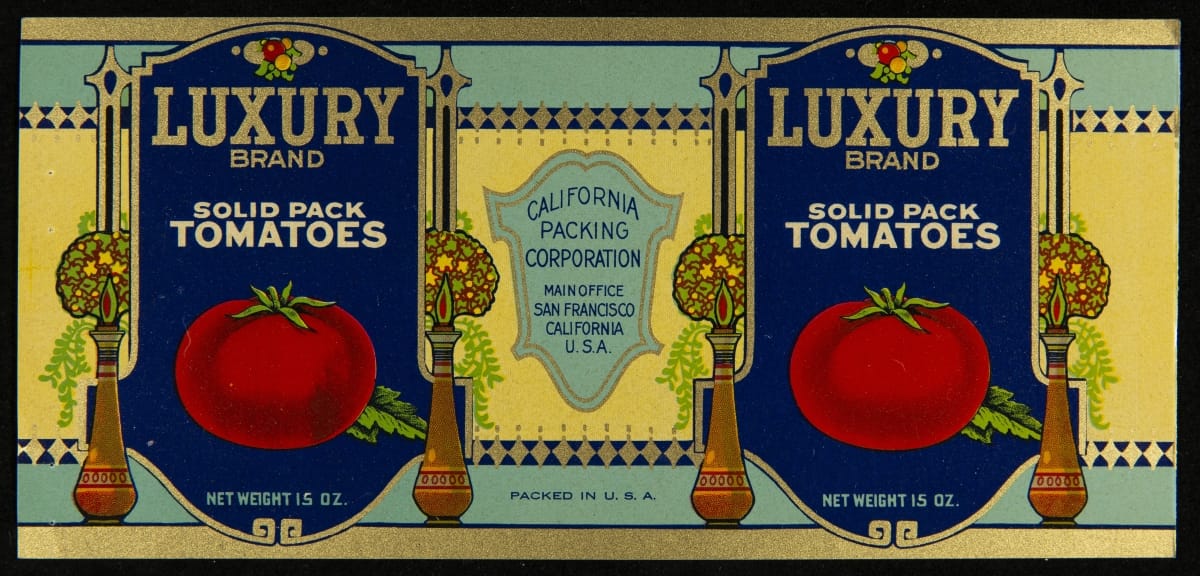 LUXURY
BRAND
SOLID PACK
TOMATOES
NET WEIGHT 15 OZ.
CALIFORNIA
PACKING
CORPORATION
MAIN OFFICE
SAN FRANCISCO
CALIFORNIA
U.S.A.
PACKED IN U. S. A.
LUXURY
BRAND
SOLID PACK
TOMATOES
NET WEIGHT 15 OZ.